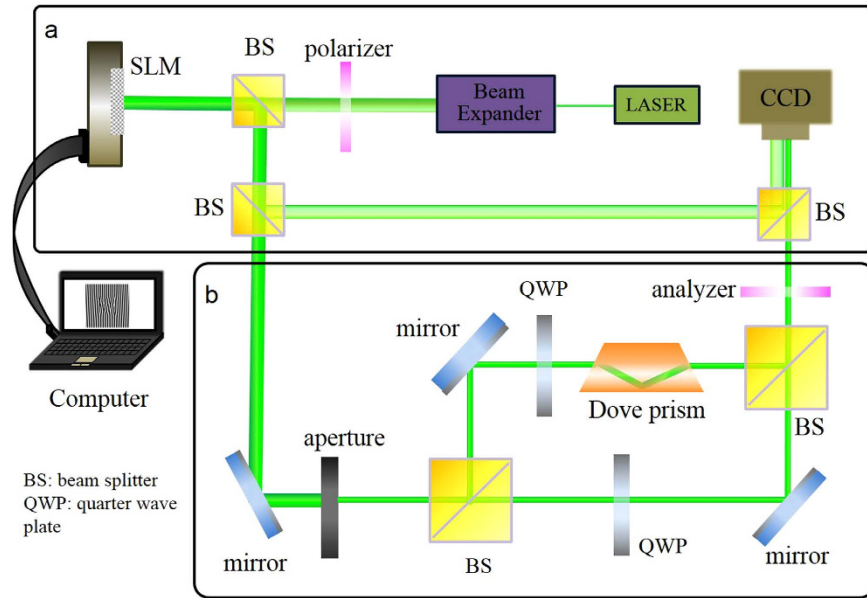 a
SLM
BS
polarizer
Beam
Expander
LASER
CCD
BS
BS
b
analyzer
QWP
mirror
Dove prism
BS
Computer
aperture
BS: beam splitter
QWP: quarter wave
plate
mirror
BS
QWP
mirror